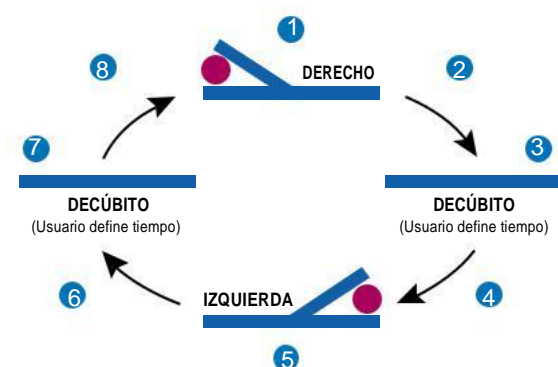 1
8
DERECHO
2
7
3
DECÚBITO
(Usuario define tiempo)
DECÚBITO
(Usuario define tiempo)
6
IZQUIERDA
4
5